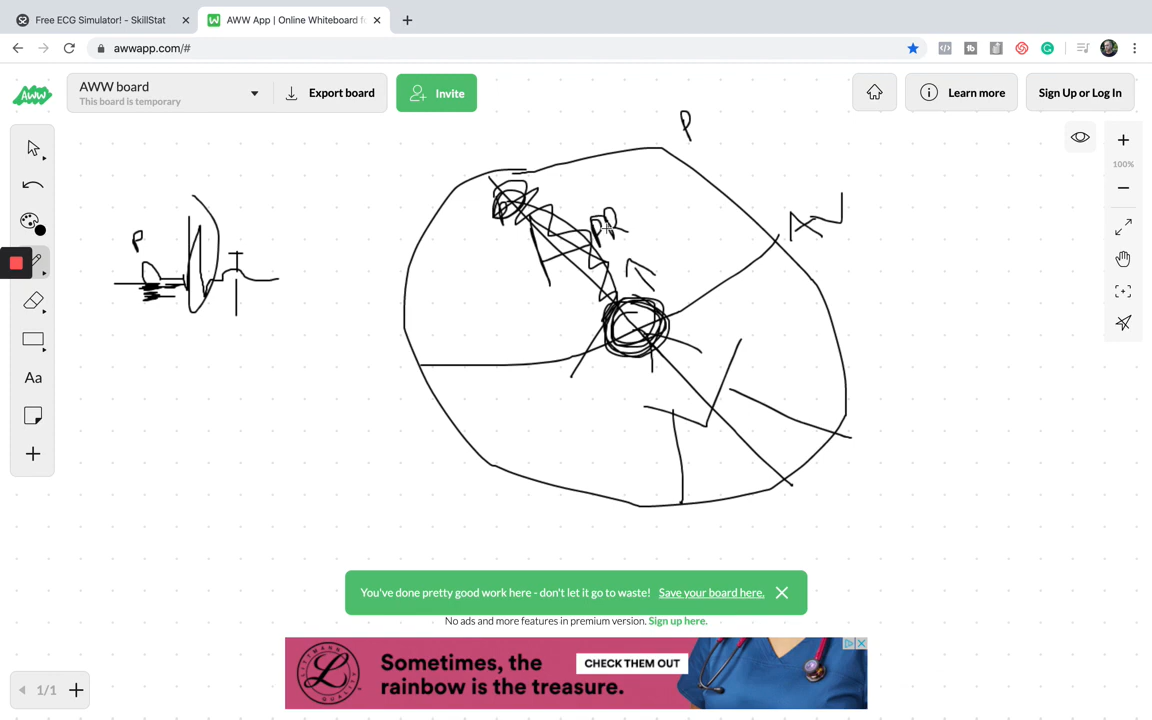 Free ECG Simulator! - SkillStat
AWW App | Online Whiteboard fo
awwapp.com/#
AWW
AWW board
This board is temporary
Export board
Invite
Learn more
Sign Up or Log In
100%
P
P
PR
T
Aa
You've done pretty good work here - don't let it go to waste! Save your board here.
No ads and more features in premium version. Sign up here.
L
Sometimes, the
rainbow is the treasure.
CHECK THEM OUT
1/1